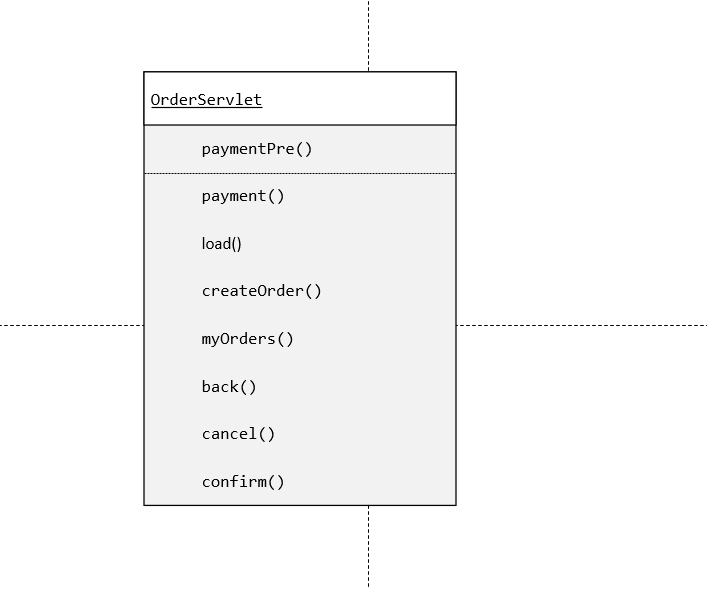 OrderServlet
paymentPre()
payment()
load()
createOrder()
myOrders()
back()
cancel()
confirm()